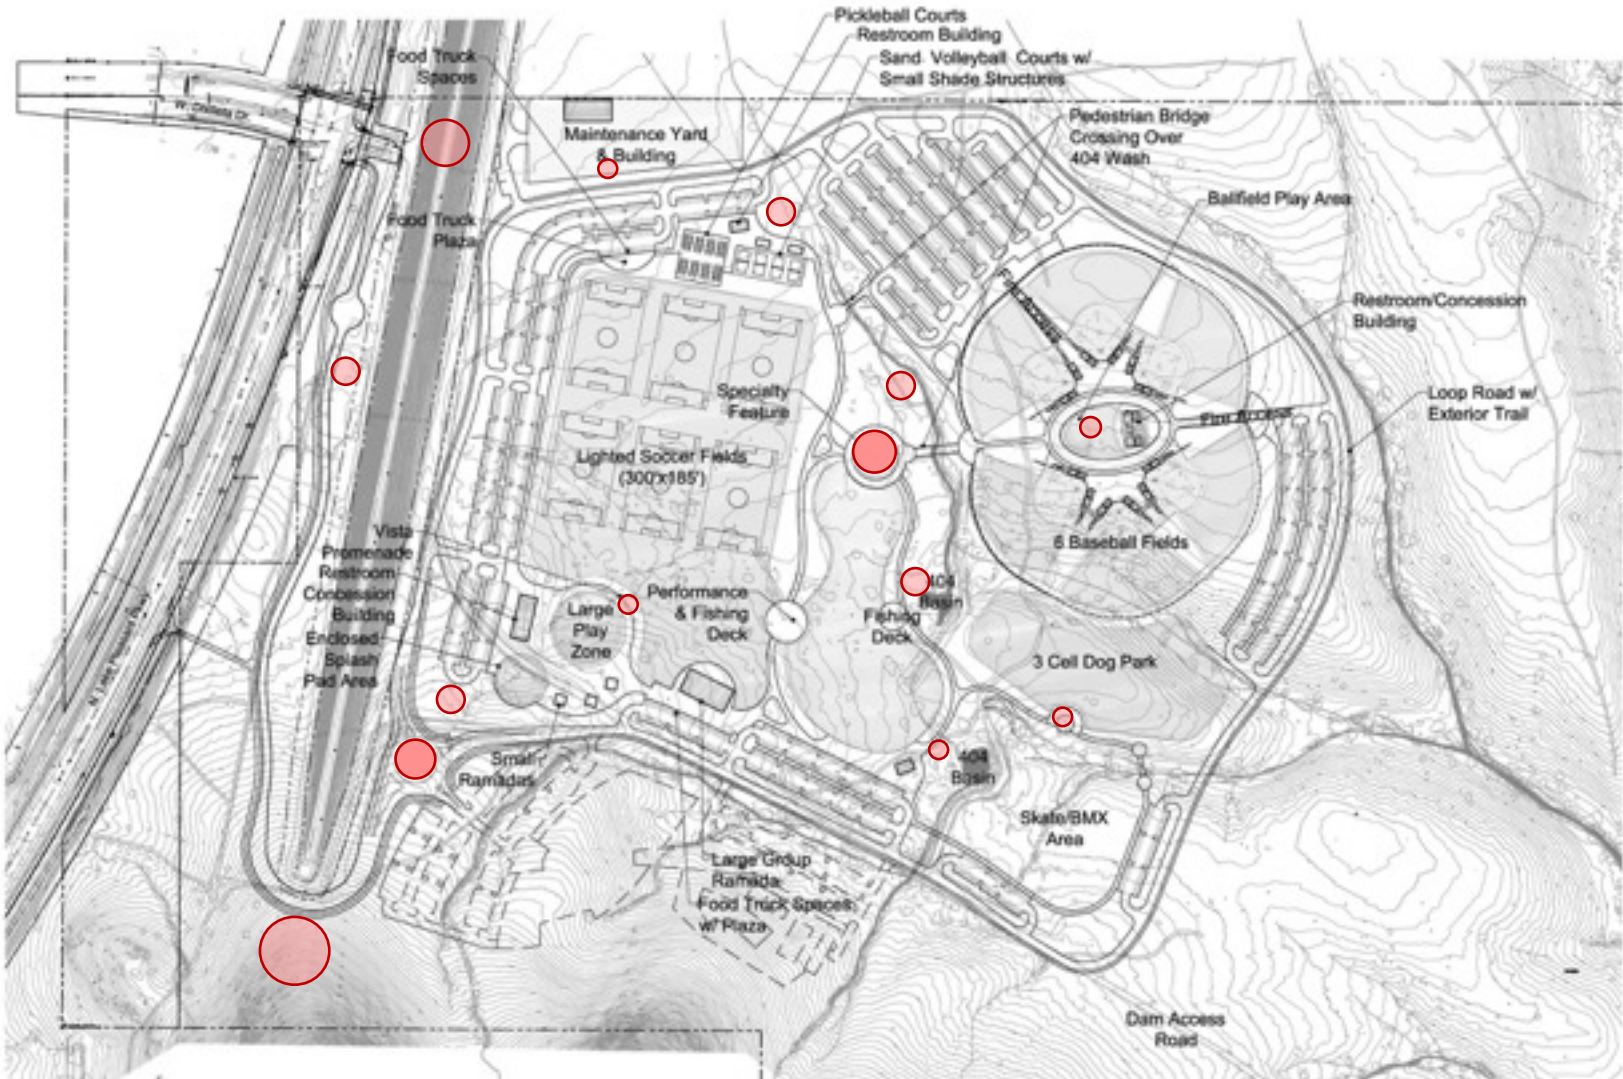 Pickleball Courts
Restroom Building
Sand Volleyball Courts w/
Small Shade Structures
Food Truck
Spaces
Maintenance Yard
& Building
Pedestrian Bridge
Crossing Over
404 Wash
Ballfield Play Area
Food Truck
Plaza
Fire Access
Restroom/Concession
Building
Specialty
Feature
Loop Road w/
Exterior Trail
Fire Access
Lighted Soccer Fields
(300'x185')
6 Baseball Fields
Vista
Promenade
Restroom
Concession
Building
Enclosed
Splash
Pad Area
Large
Play
Zone
Performance
& Fishing
Deck
404
Basin
Fishing
Deck
3 Cell Dog Park
Small
Ramadas
404
Basin
Skate/BMX
Area
Large Group
Ramada
Food Truck Spaces
w/ Plaza
Dam Access
Road